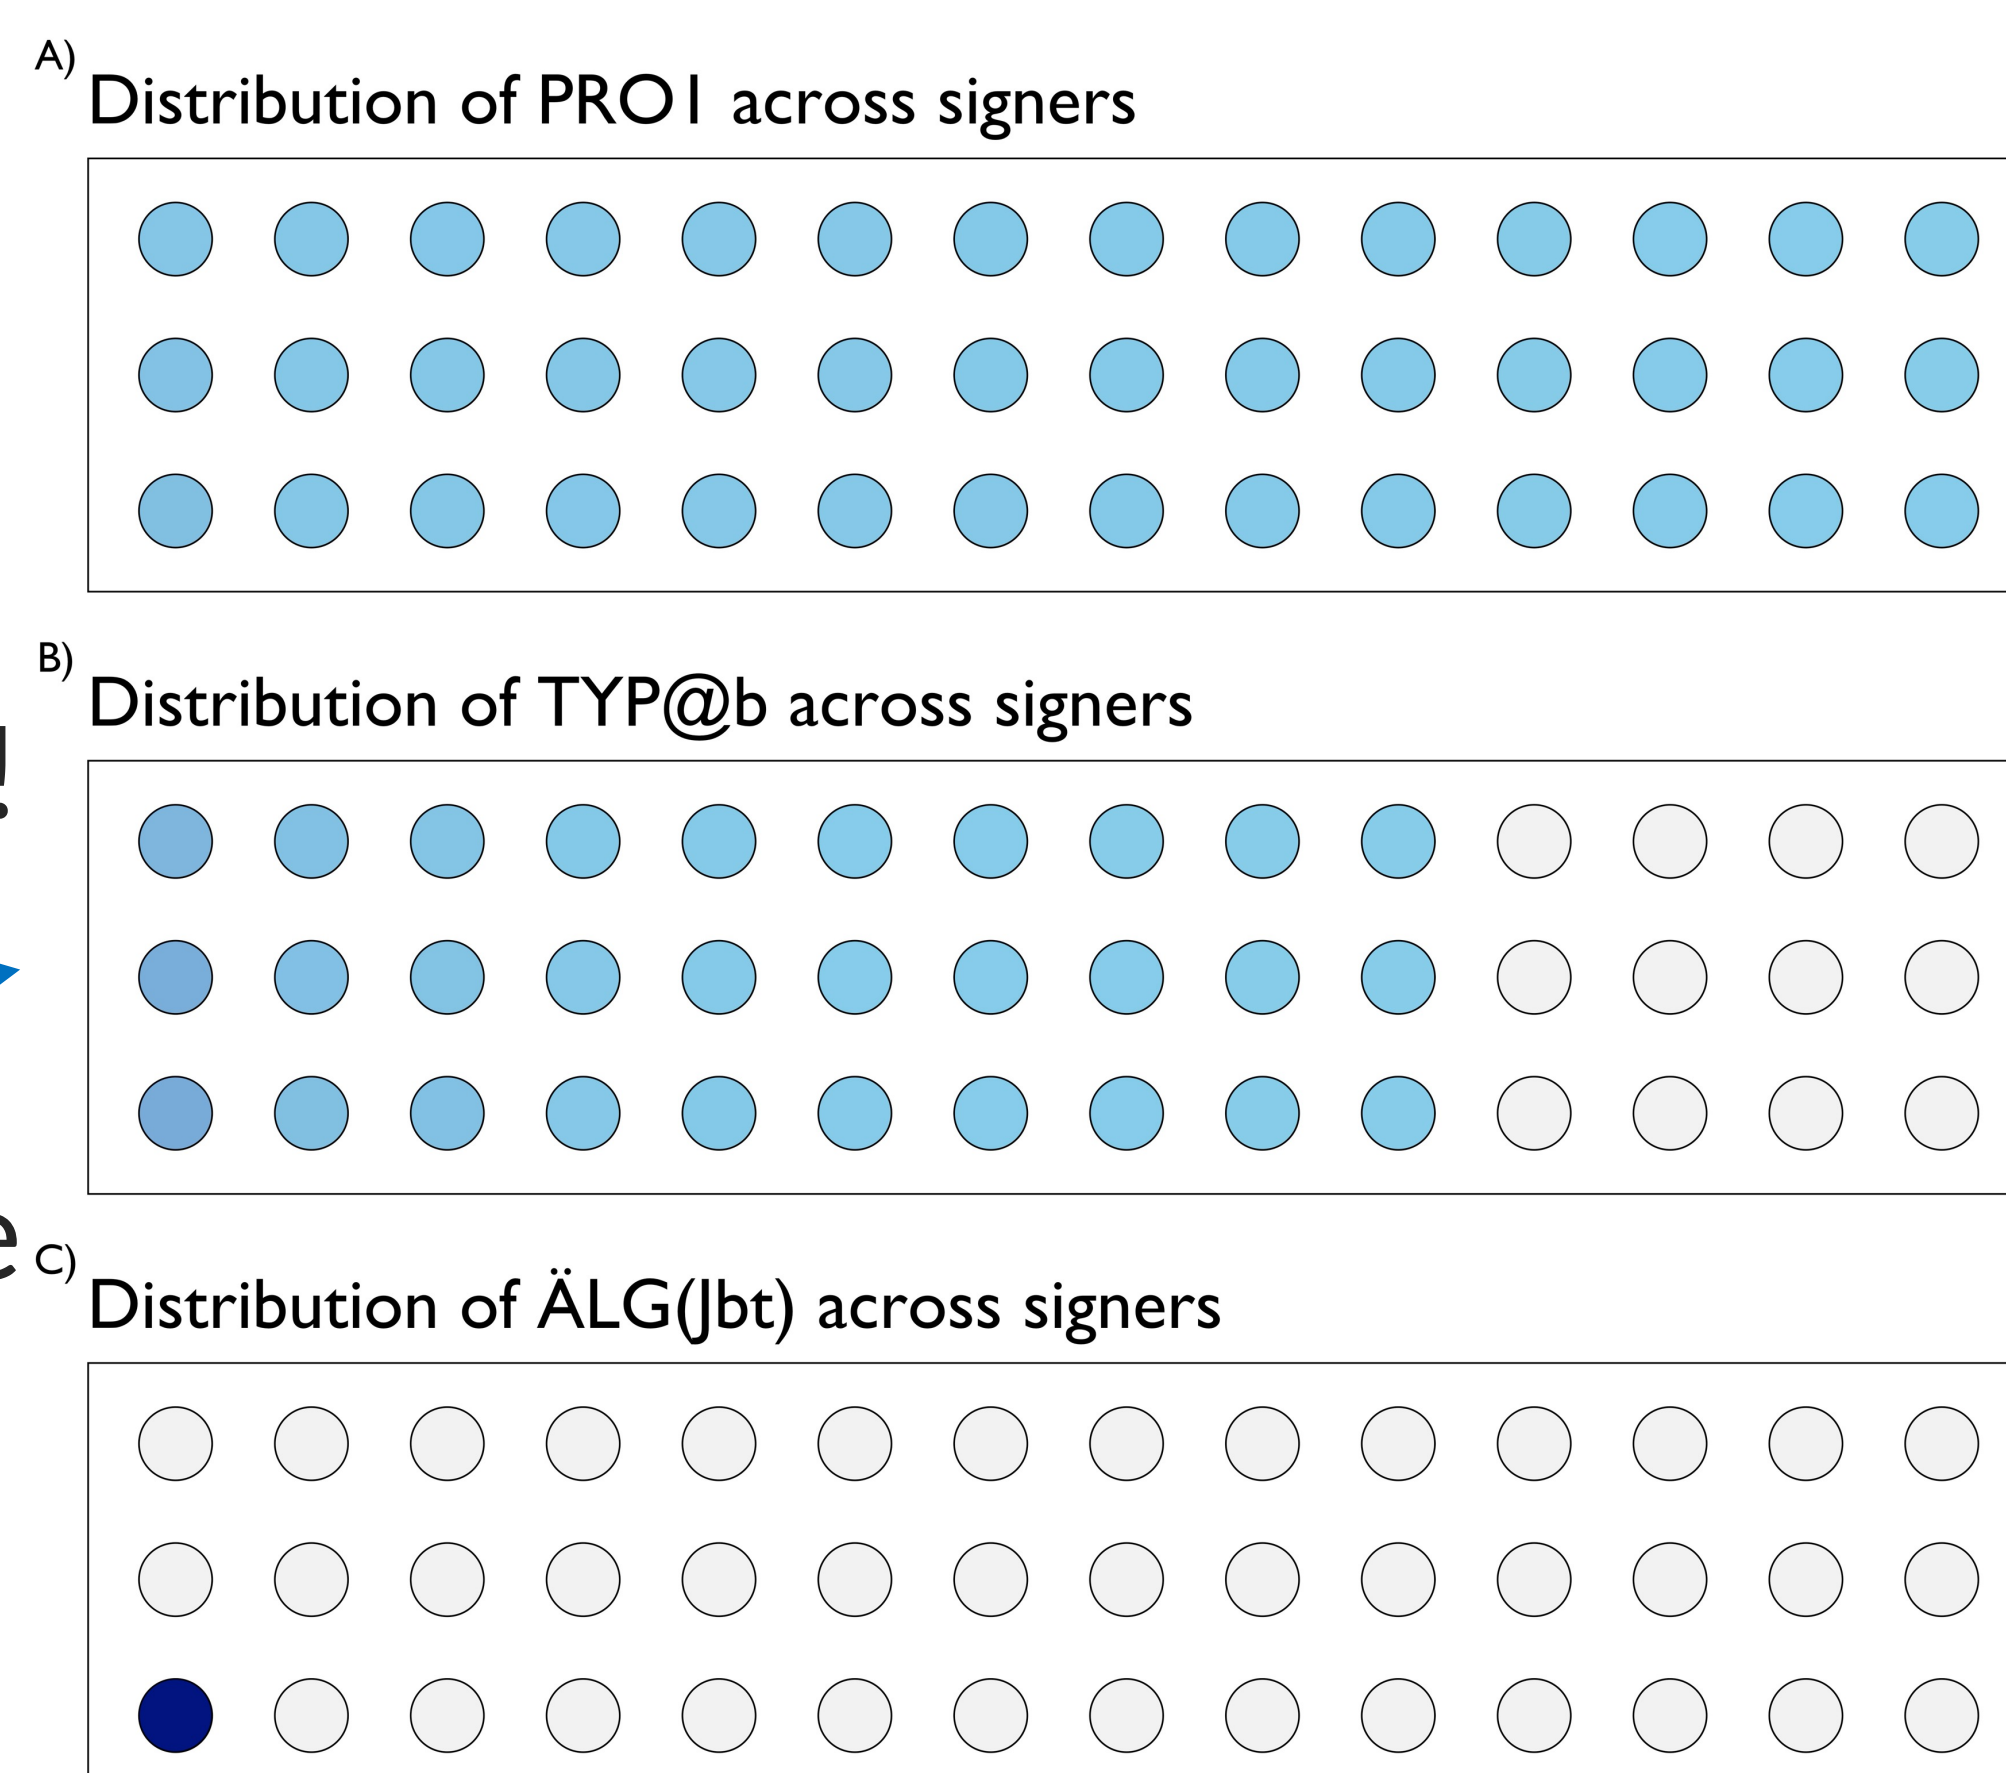 A)
Distribution of PRO1 across signers
B)
Distribution of TYP@b across signers
C)
Distribution of ÄLG(Jbt) across signers